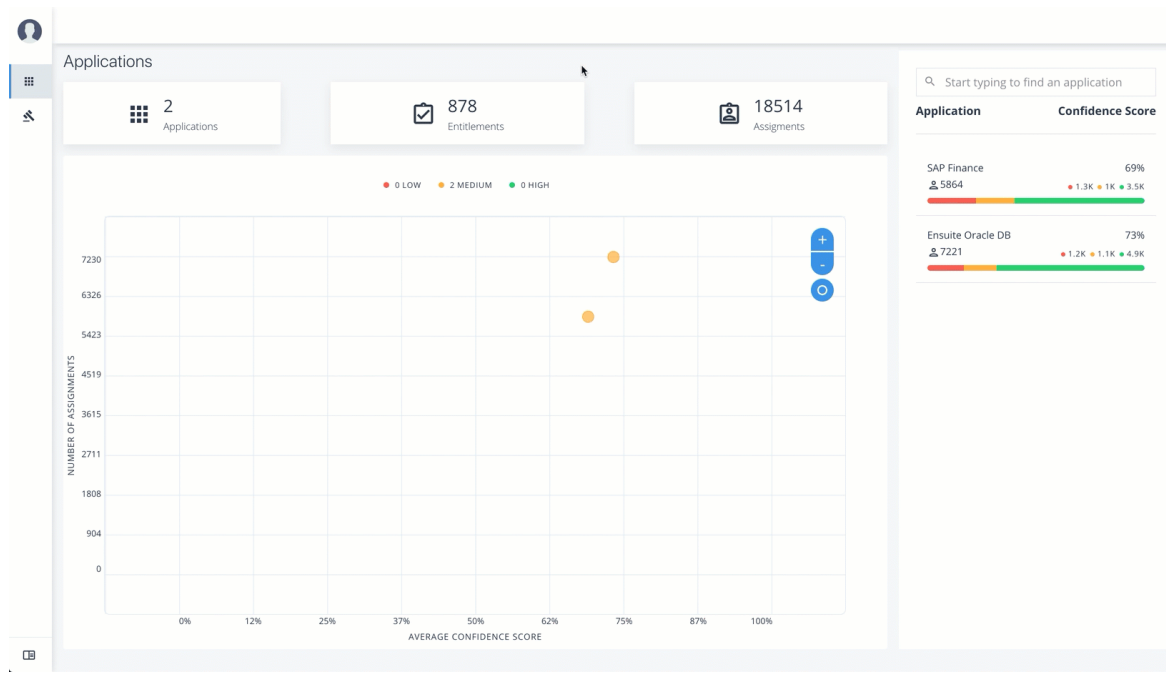 Applications
2
Applications
878
Entitlements
18514
Assigments
0 LOW 2 MEDIUM 0 HIGH
7230
6326
5423
4519
3615
2711
1808
904
0
NUMBER OF ASSIGNMENTS
0% 12% 25% 37% 50% 62% 75% 87% 100%
AVERAGE CONFIDENCE SCORE
+
-
Start typing to find an application
Application Confidence Score
SAP Finance 69%
5864 1.3K 1K 3.5K
Ensuite Oracle DB 73%
7221 1.2K 1.1K 4.9K